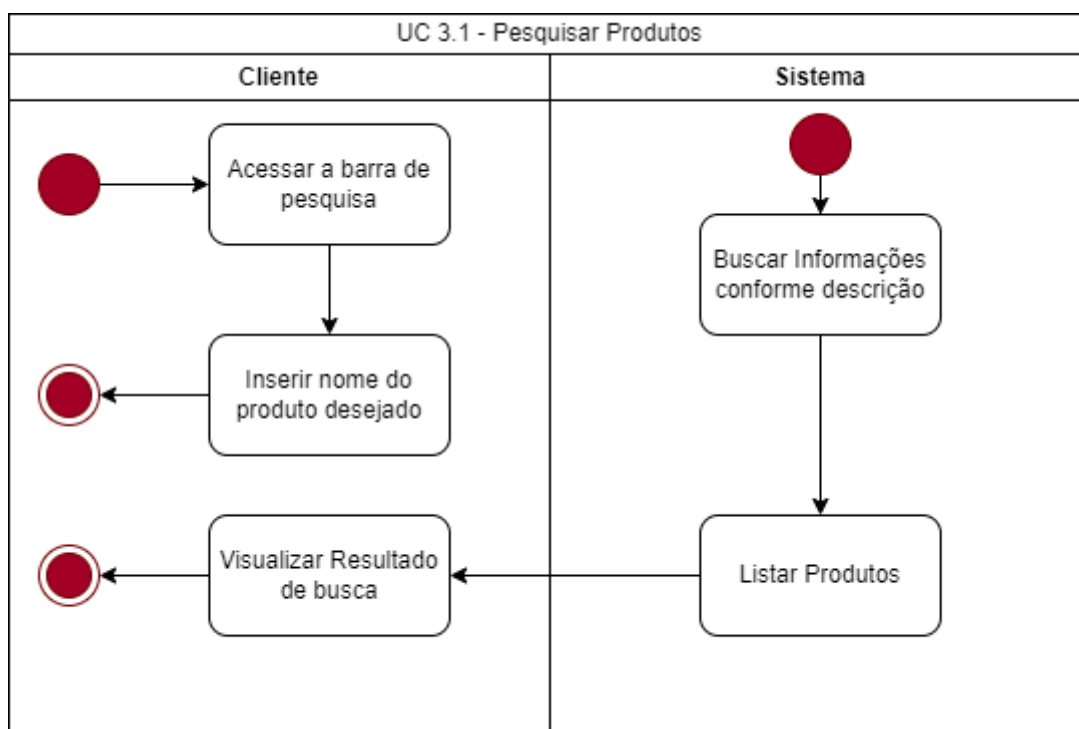 UC 3.1 - Pesquisar Produtos
Cliente
Sistema
Acessar a barra de
pesquisa
Buscar Informações
conforme descrição
Inserir nome do
produto desejado
Visualizar Resultado
de busca
Listar Produtos